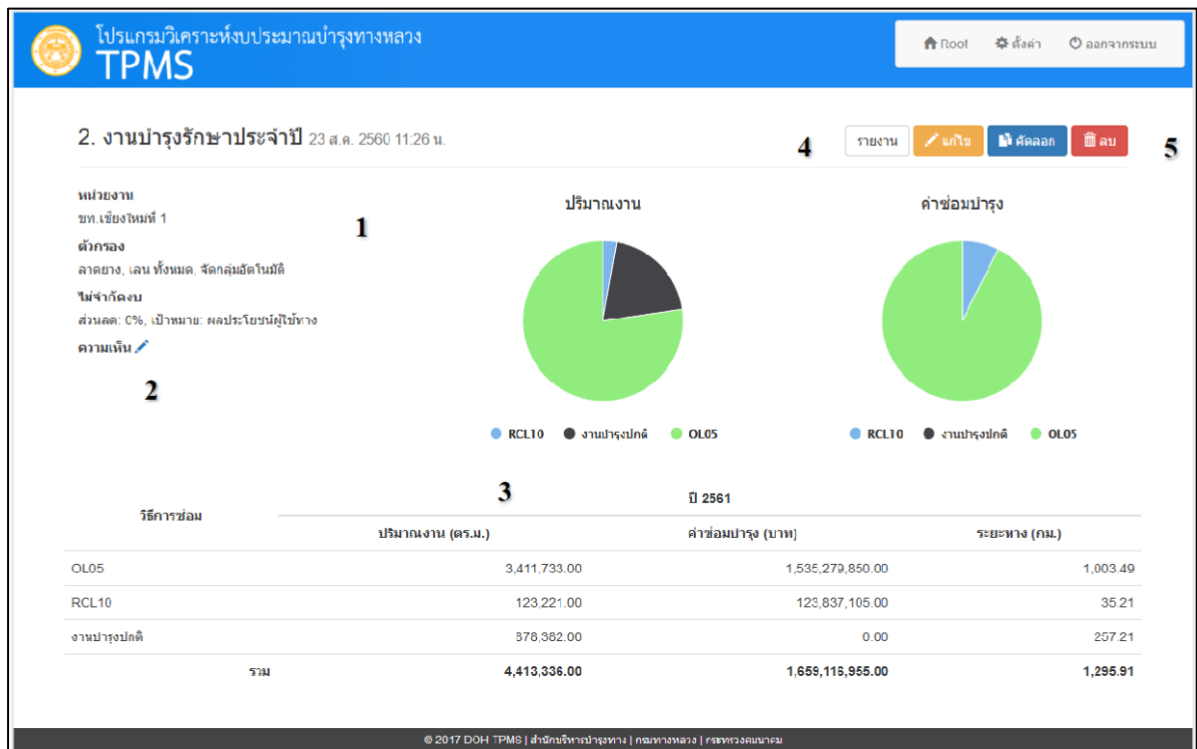 โปรแกรมวิเคราะห์งบประมาณบำรุงทางหลวง
TPMS
Root ตั้งค่า ออกจากระบบ
2. งานบำรุงรักษาประจำปี 23 ส.ค. 2560 11:26 น.
4 รายงาน แก้ไข คัดลอก ลบ 5
หน่วยงาน
ขท.เชียงใหม่ที่ 1
1
ตัวกรอง
ลาดยาง, เลน ทั้งหมด, จัดกลุ่มอัตโนมัติ
ไม่จำกัดงบ
ส่วนลด: 0%, เป้าหมาย: ผลประโยชน์ผู้ใช้ทาง
ความเห็น
2
ปริมาณงาน
RCL10 งานบำรุงปกติ OL05
ค่าซ่อมบำรุง
RCL10 งานบำรุงปกติ OL05
3
วิธีการซ่อม ปี 2561
ปริมาณงาน (ตร.ม.) ค่าซ่อมบำรุง (บาท) ระยะทาง (กม.)
OL05 3,411,733.00 1,535,279,850.00 1,003.49
RCL10 123,221.00 123,837,105.00 35.21
งานบำรุงปกติ 878,382.00 0.00 257.21
รวม 4,413,336.00 1,659,116,955.00 1,295.91
© 2017 DOH TPMS | สำนักบริหารบำรุงทาง | กรมทางหลวง | กระทรวงคมนาคม